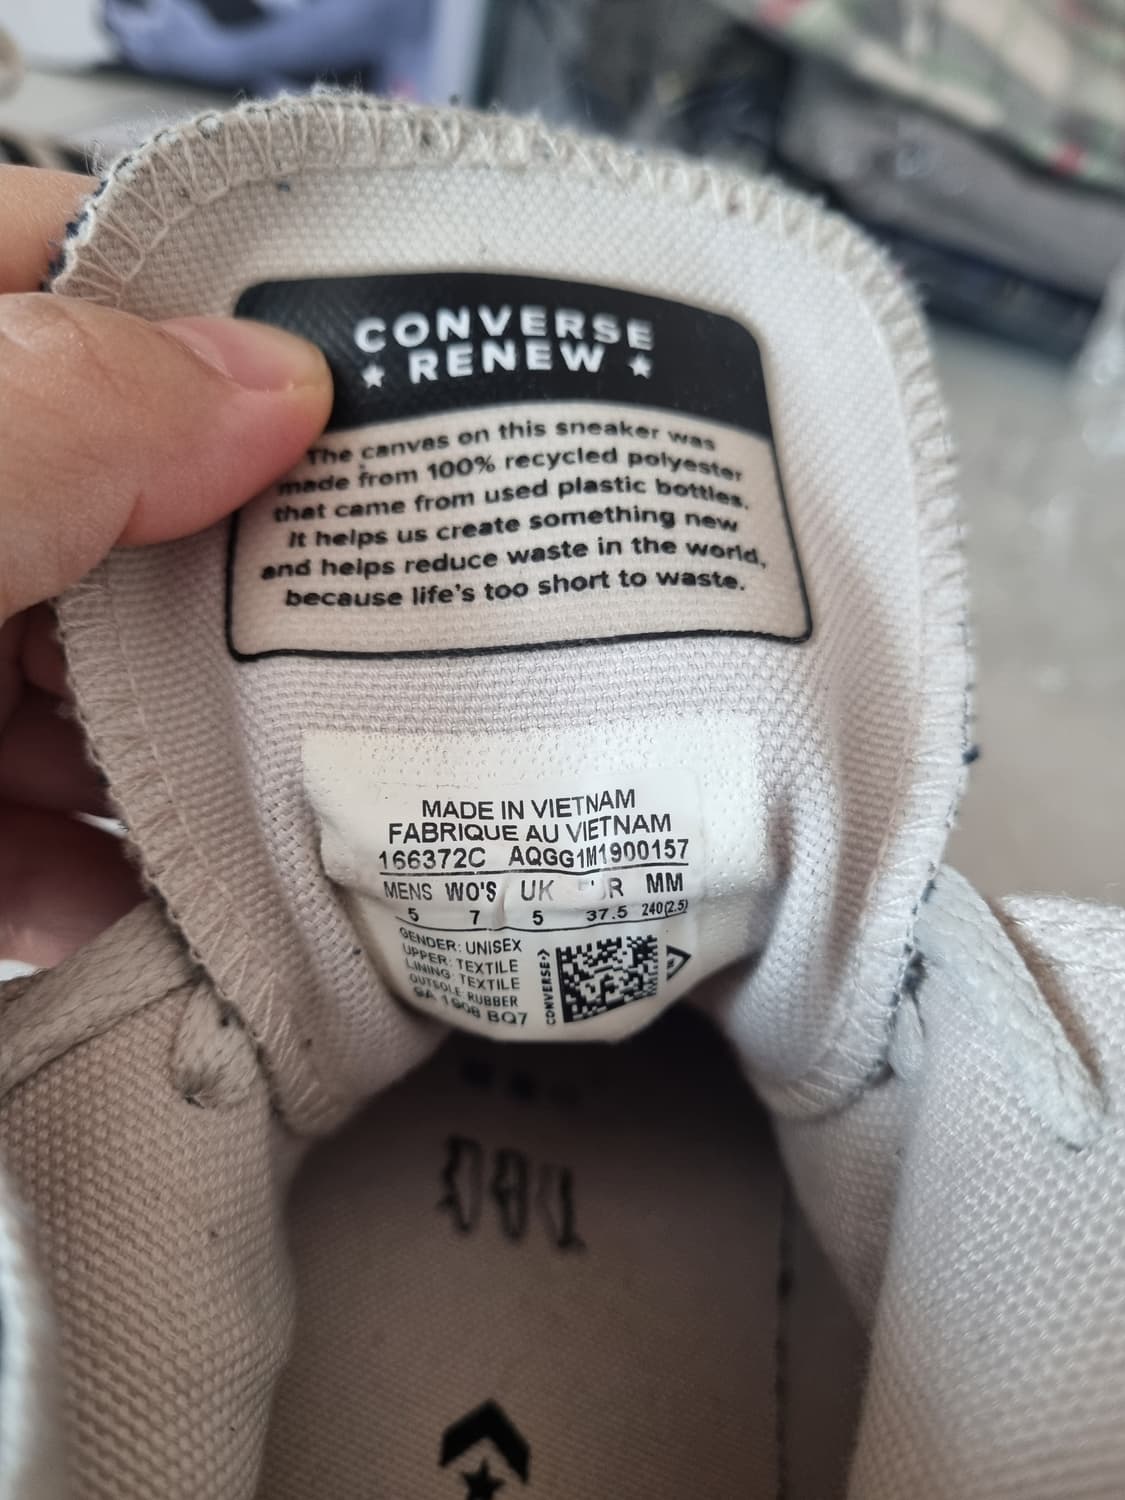 CONVERSE
★ RENEW ★
The canvas on this sneaker was
made from 100% recycled polyester
that came from used plastic bottles.
It helps us create something new
and helps reduce waste in the world,
because life's too short to waste.
MADE IN VIETNAM
FABRIQUE AU VIETNAM
166372C AQGG1M1900157
MENS WO'S UK MM
5 7 5 37.5 240(2.5)
GENDER: UNISEX
UPPER: TEXTILE
LINING: TEXTILE
OUTSOLE: RUBBER
1908 BQ7
CONVERSE